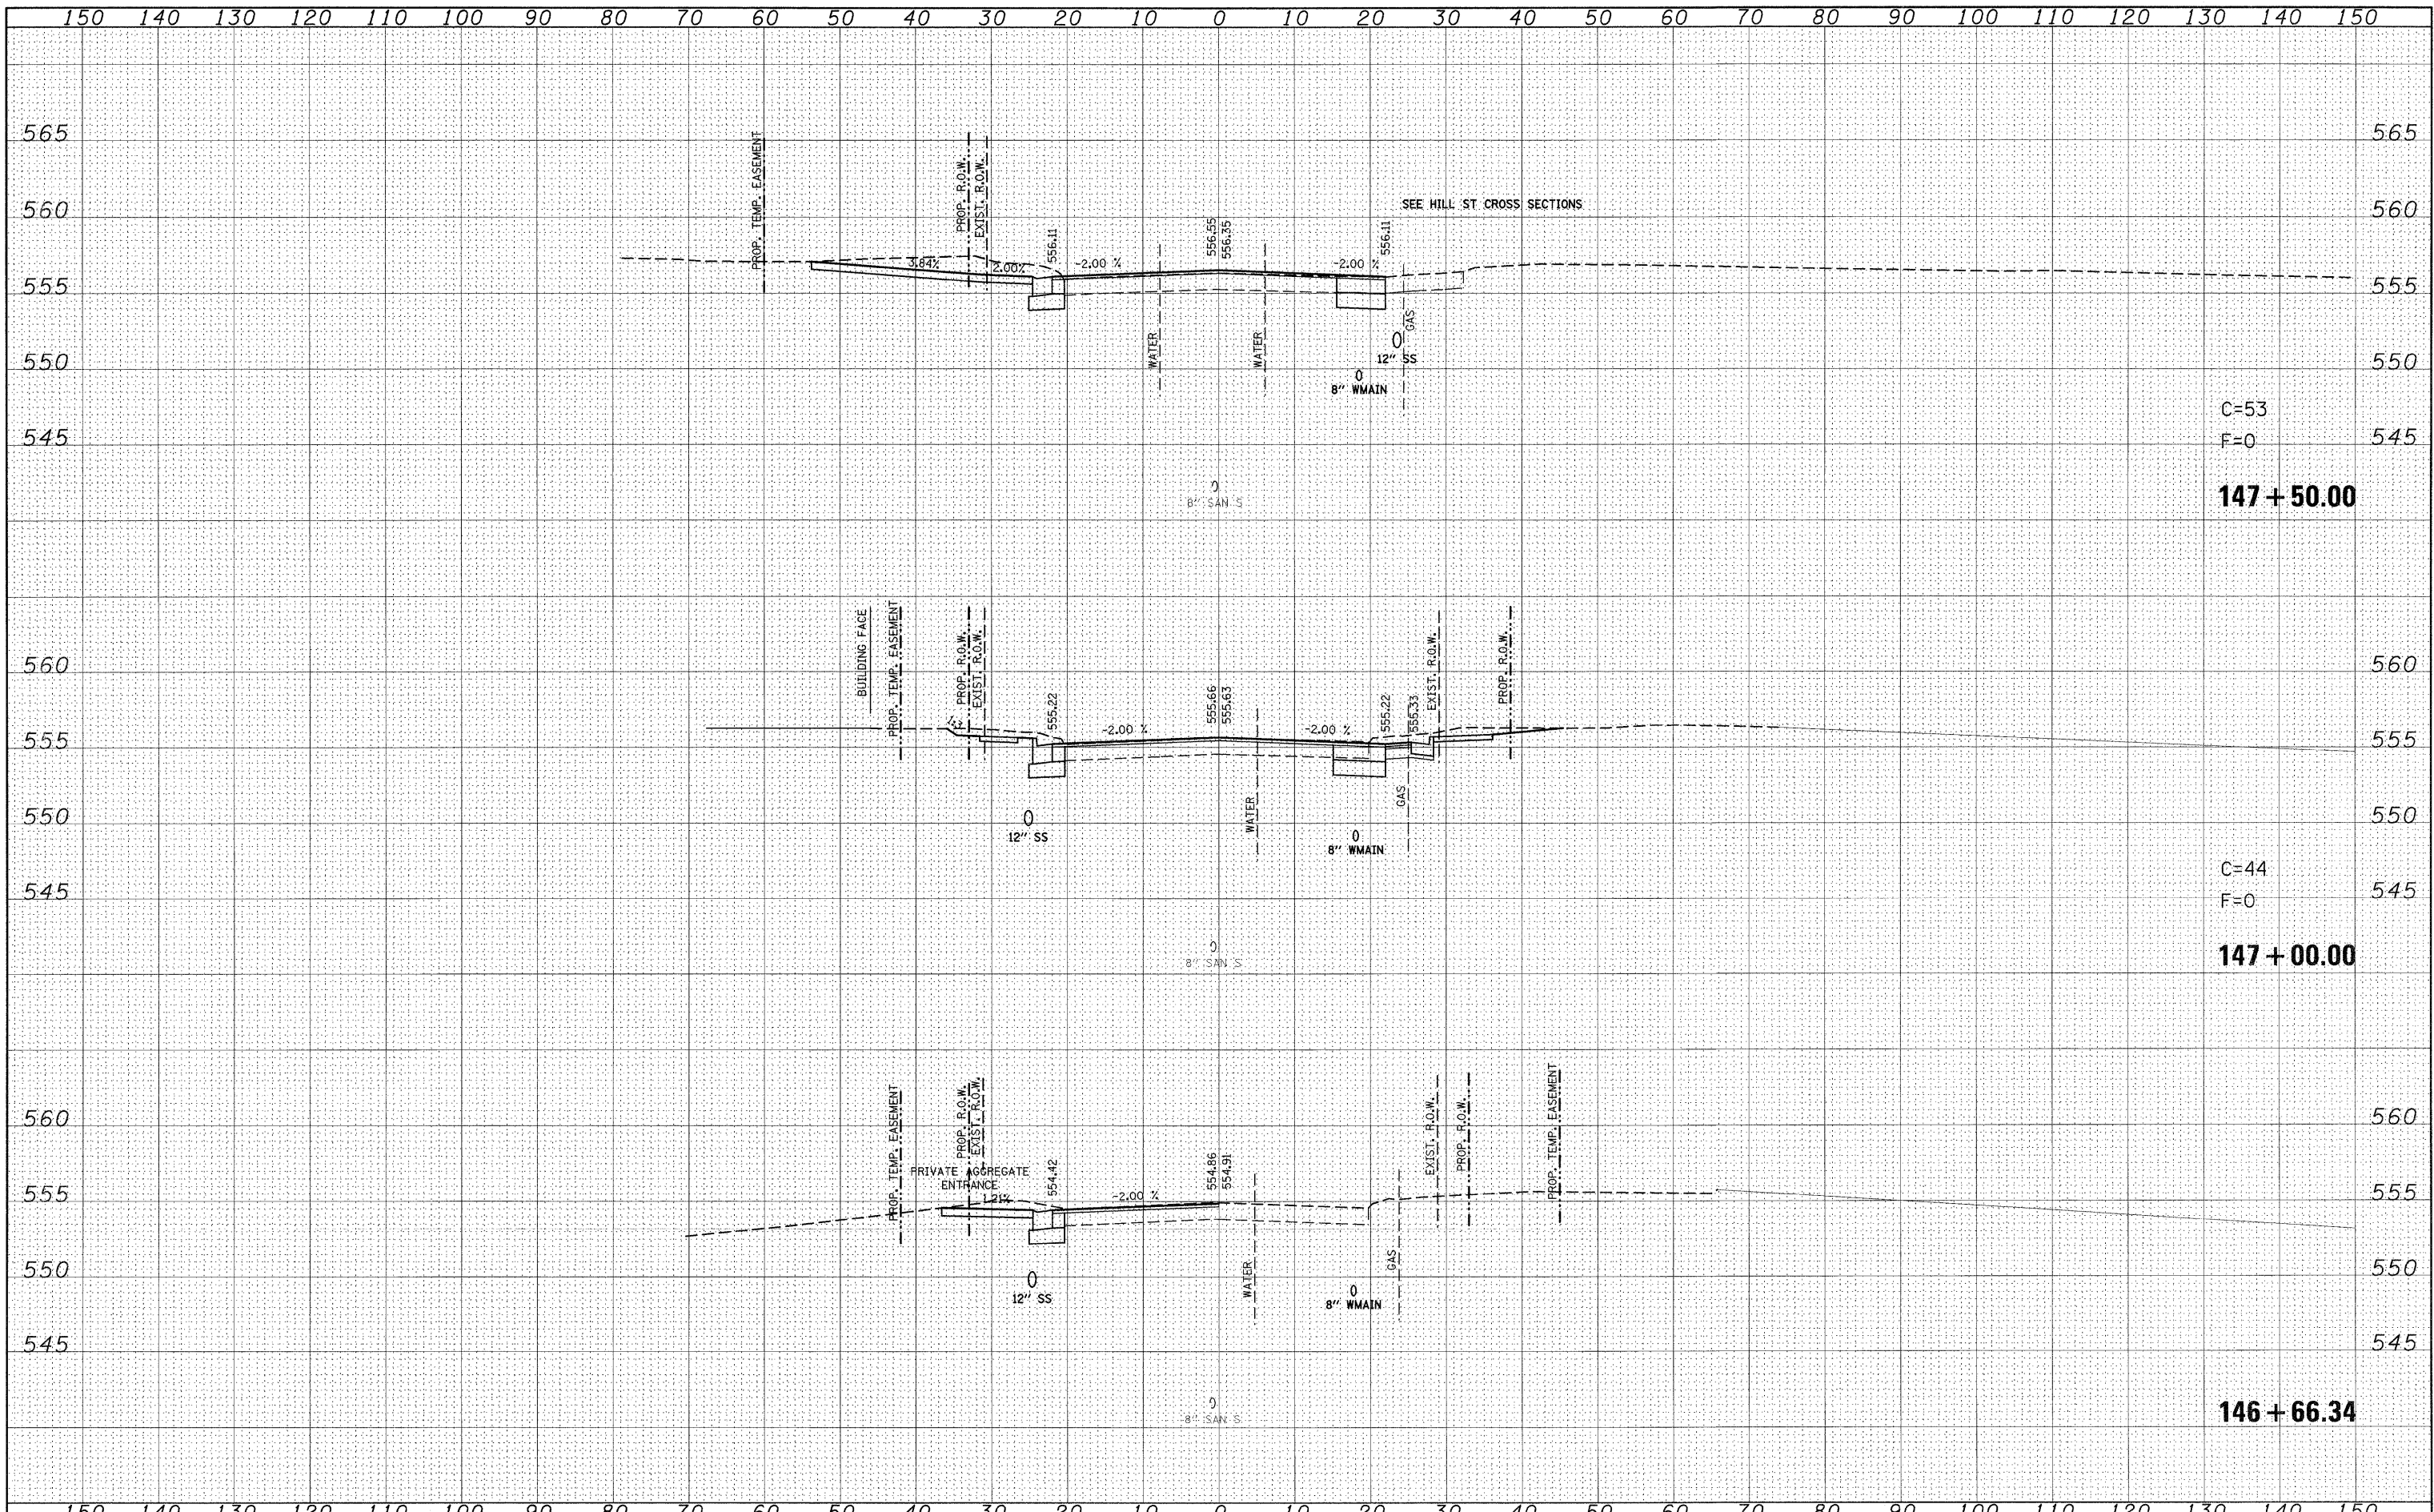 150 140 130 120 110 100 90 80 70 60 50 40 30 20 10 0 10 20 30 40 50 60 70 80 90 100 110 120 130 140 150
565 565
PROP. TEMP. EASEMENT
PROP. R.O.W.
EXIST. R.O.W.
SEE HILL ST CROSS SECTIONS
560 560
556.11
556.55
556.35
556.11
3.84%
2.00%
-2.00 %
-2.00 %
555 555
WATER
WATER
GAS
12" SS
550 550
8" WMAIN
C=53
545 545
F=0
8" SAN S
147+50.00
BUILDING FACE
PROP. TEMP. EASEMENT
PROP. R.O.W.
EXIST. R.O.W.
EXIST. R.O.W.
PROP. R.O.W.
560 560
555.22
555.66
555.63
555.22
555.33
1:3
-2.00 %
-2.00 %
555 555
WATER
GAS
550 550
12" SS
8" WMAIN
C=44
545 545
F=0
8" SAN S
147+00.00
PROP. TEMP. EASEMENT
PROP. R.O.W.
EXIST. R.O.W.
EXIST. R.O.W.
PROP. R.O.W.
PROP. TEMP. EASEMENT
560 560
PRIVATE AGGREGATE
ENTRANCE
554.42
554.86
554.91
1.21%
-2.00 %
555 555
WATER
GAS
550 550
12" SS
8" WMAIN
545 545
8" SAN S
146+66.34
150 140 130 120 110 100 90 80 70 60 50 40 30 20 10 0 10 20 30 40 50 60 70 80 90 100 110 120 130 140 150